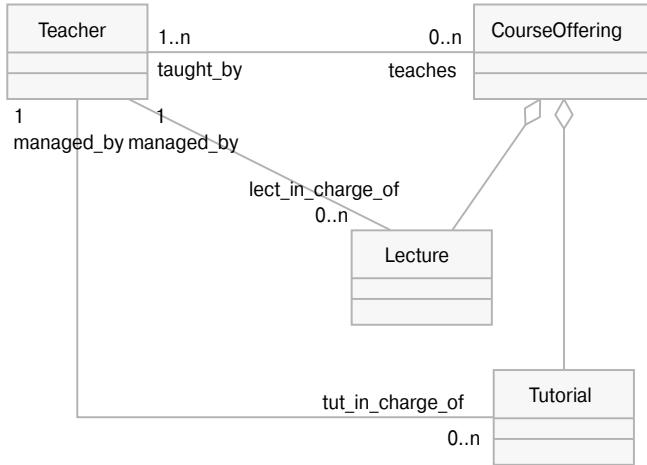 Teacher
1..n
0..n
CourseOffering
taught_by
teaches
1
1
managed_by
managed_by
lect_in_charge_of
0..n
Lecture
tut_in_charge_of
Tutorial
0..n